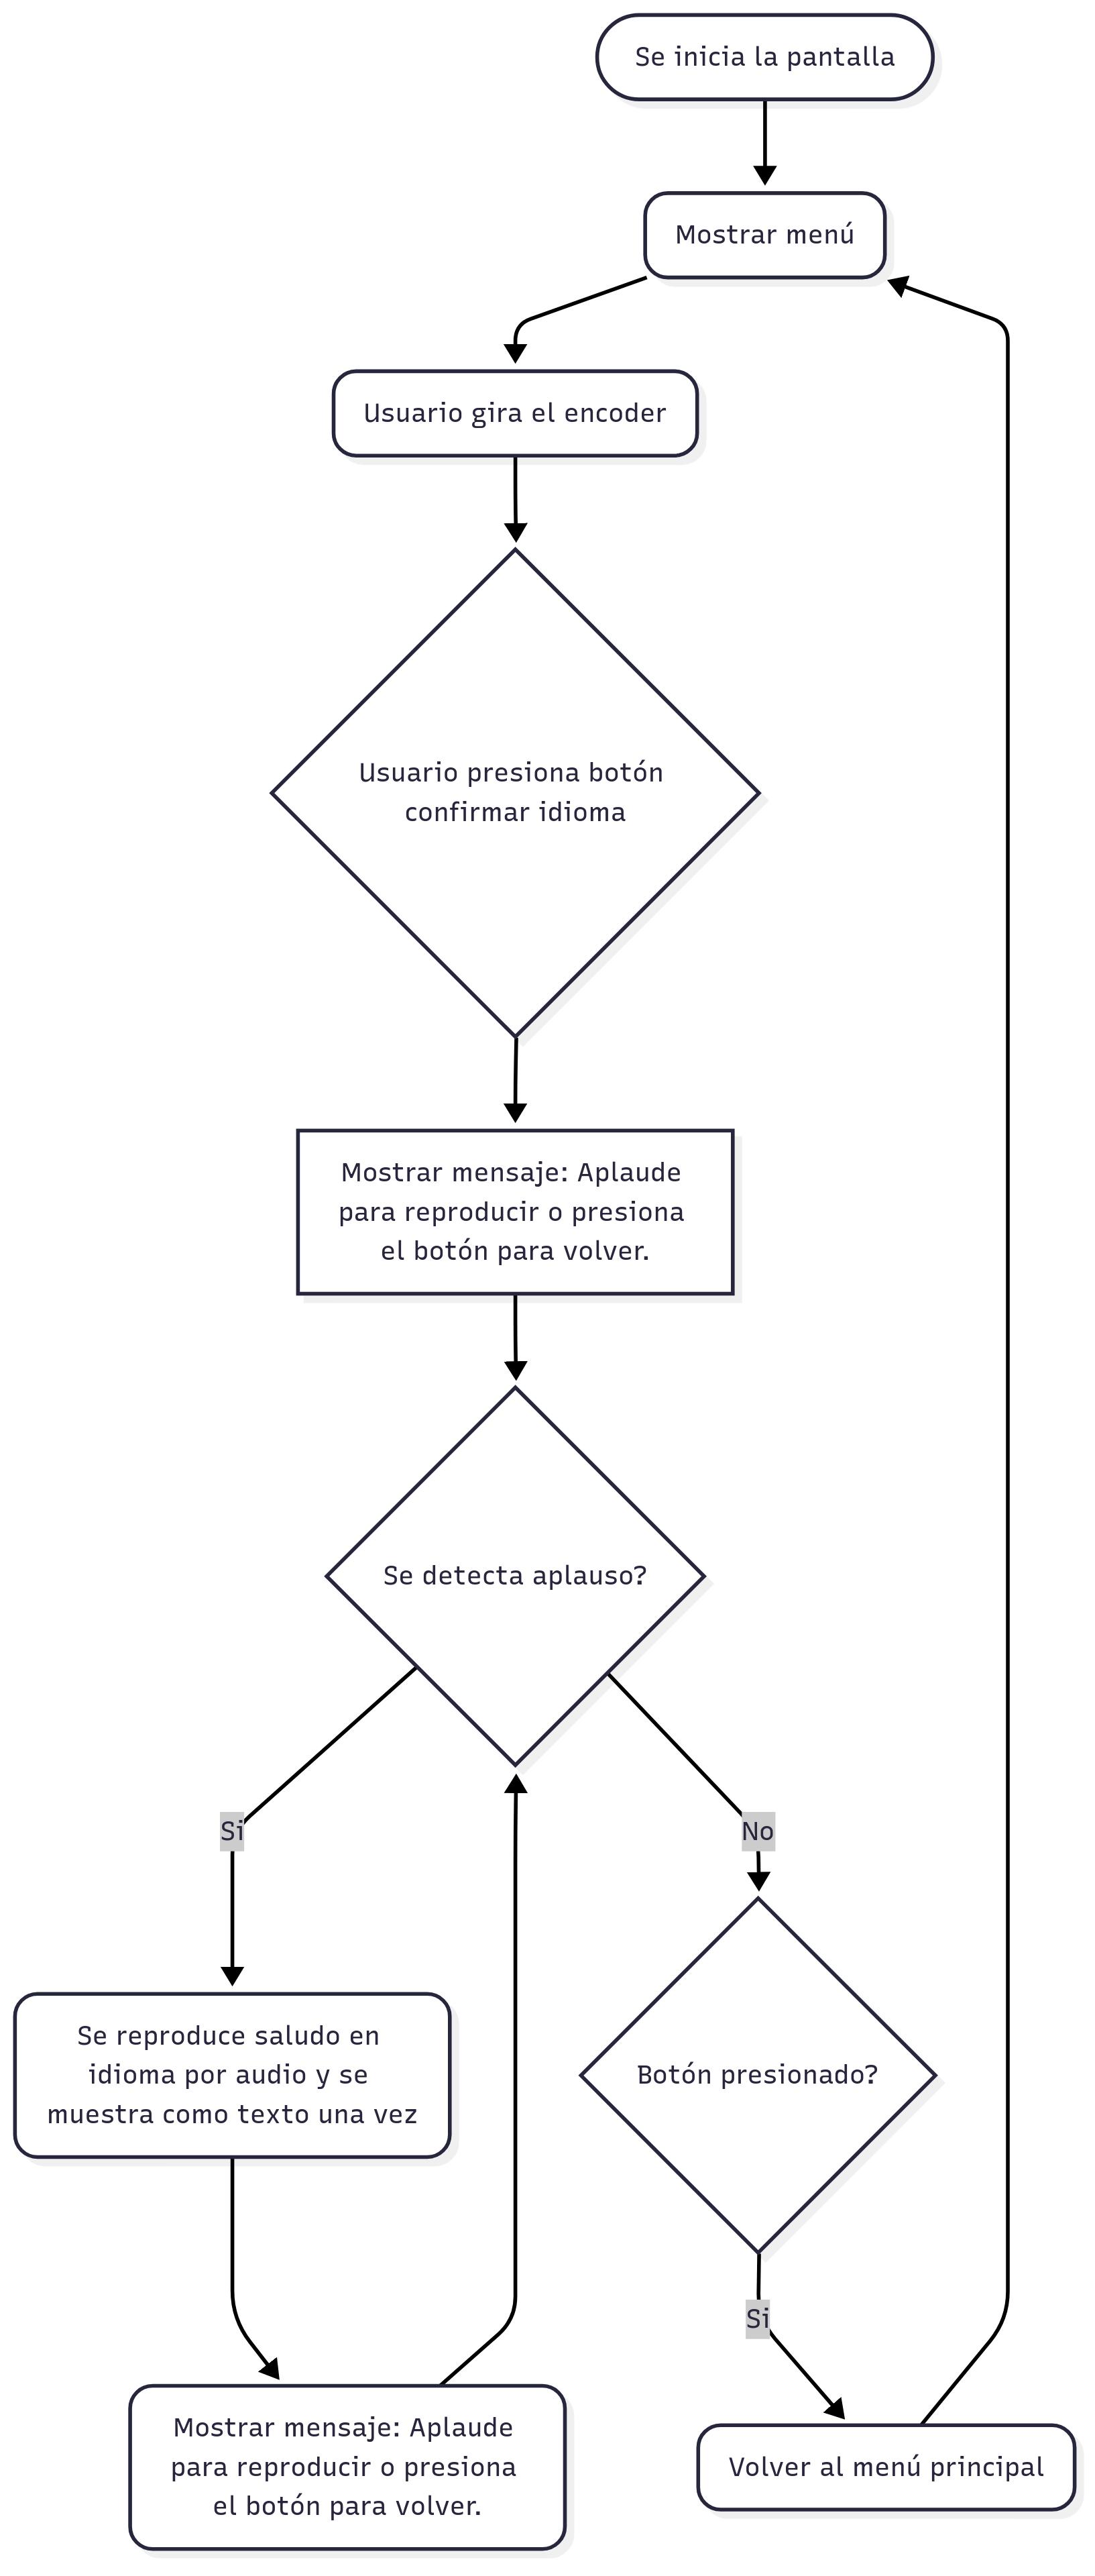 Se inicia la pantalla
Mostrar menú
Usuario gira el encoder
Usuario presiona botón
confirmar idioma
Mostrar mensaje: Aplaude
para reproducir o presiona
el botón para volver.
Se detecta aplauso?
Si
No
Se reproduce saludo en
idioma por audio y se
muestra como texto una vez
Botón presionado?
Si
Mostrar mensaje: Aplaude
para reproducir o presiona
el botón para volver.
Volver al menú principal